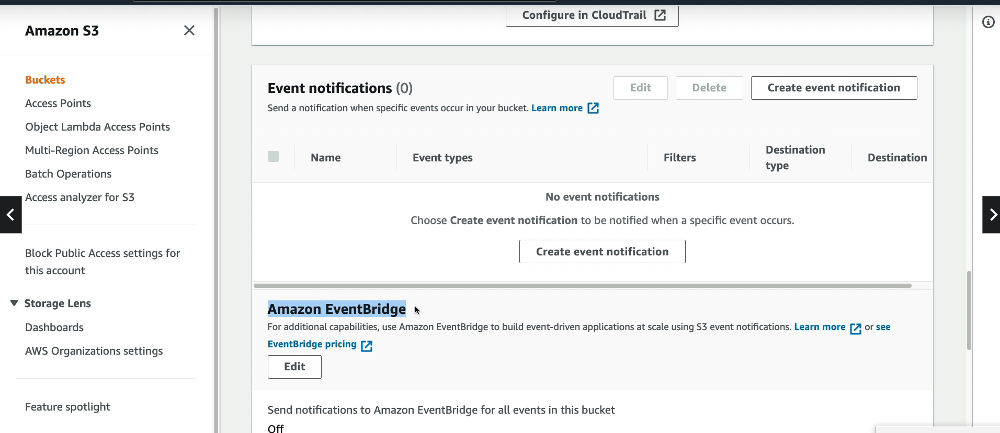 Amazon S3
Buckets
Access Points
Object Lambda Access Points
Multi-Region Access Points
Batch Operations
Access analyzer for S3
Block Public Access settings for
this account
Storage Lens
Dashboards
AWS Organizations settings
Feature spotlight
Configure in CloudTrail
Event notifications (0)
Edit
Delete
Create event notification
Send a notification when specific events occur in your bucket. Learn more
Name
Event types
Filters
Destination
type
Destination
No event notifications
Choose Create event notification to be notified when a specific event occurs.
Create event notification
Amazon EventBridge
For additional capabilities, use Amazon EventBridge to build event-driven applications at scale using S3 event notifications. Learn more or see
EventBridge pricing
Edit
Send notifications to Amazon EventBridge for all events in this bucket
Off